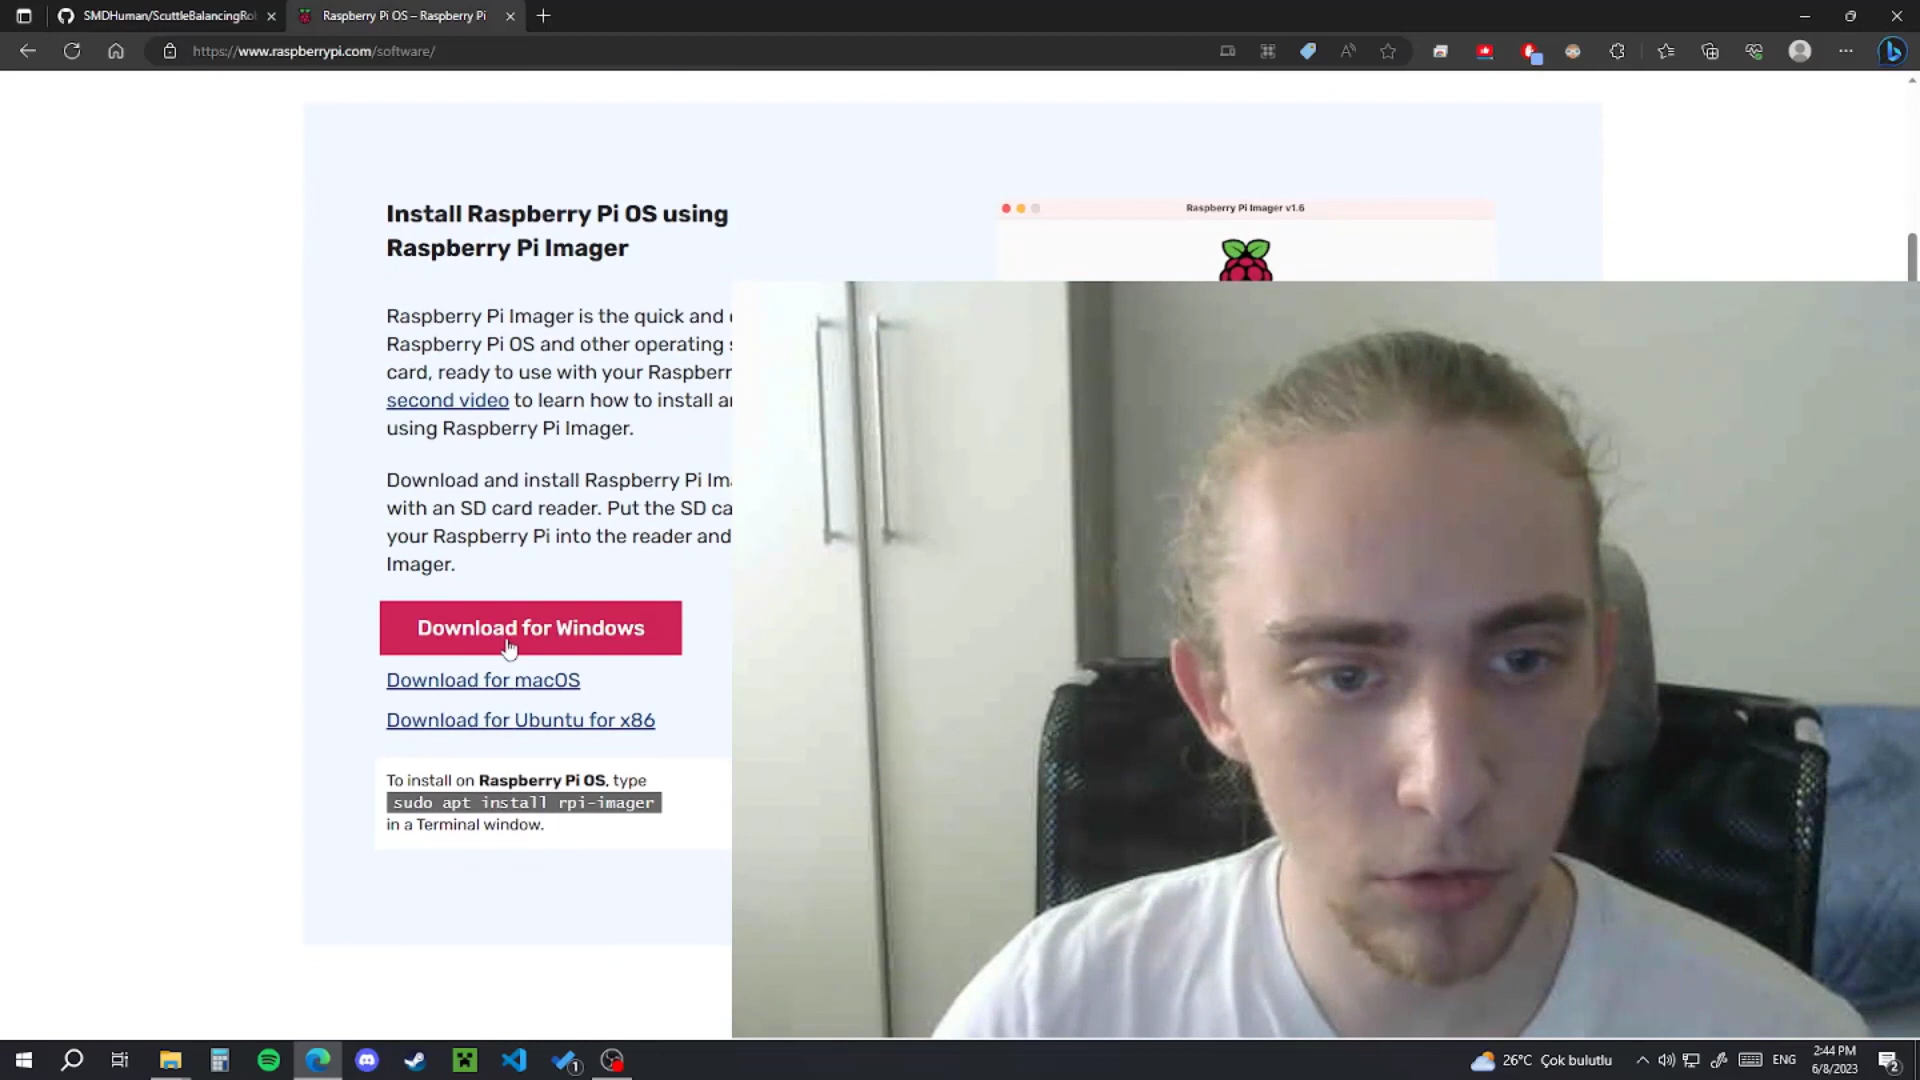 SMDHuman/ScuttleBalancingRo
Raspberry Pi OS – Raspberry Pi
https://www.raspberrypi.com/software/
Install Raspberry Pi OS using
Raspberry Pi Imager
Raspberry Pi Imager v1.6
Raspberry Pi Imager is the quick and
Raspberry Pi OS and other operating
card, ready to use with your Raspberr
second video to learn how to install
using Raspberry Pi Imager.
Download and install Raspberry Pi Im
with an SD card reader. Put the SD ca
your Raspberry Pi into the reader and
Imager.
Download for Windows
Download for macOS
Download for Ubuntu for x86
To install on Raspberry Pi OS, type
sudo apt install rpi-imager
in a Terminal window.
26°C Çok bulutlu
ENG
2:44 PM
6/8/2023
1
2